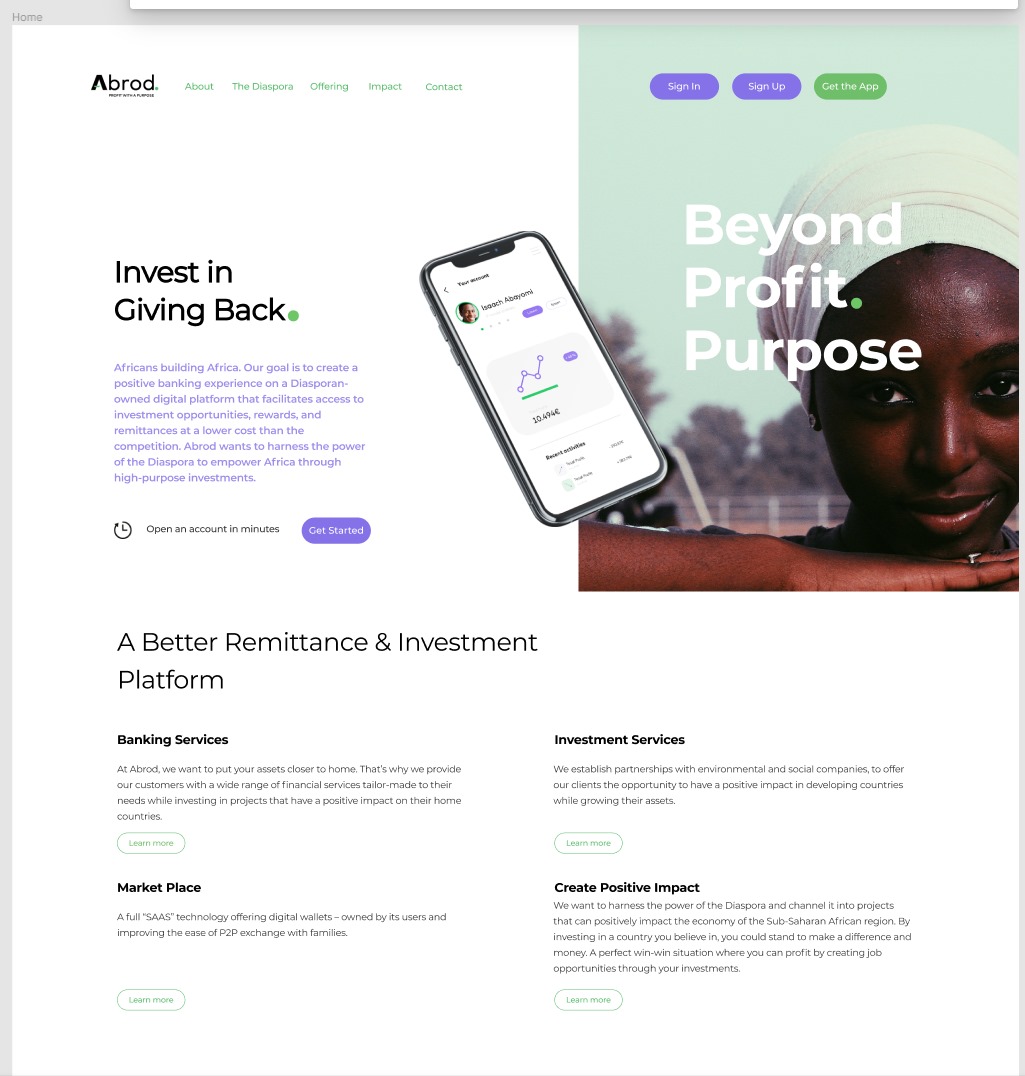 Home
Abrod.
PROFIT WITH A PURPOSE
About
The Diaspora
Offering
Impact
Contact
Sign In
Sign Up
Get the App
Invest in
Giving Back.
Africans building Africa. Our goal is to create a
positive banking experience on a Diasporan-
owned digital platform that facilitates access to
investment opportunities, rewards, and
remittances at a lower cost than the
competition. Abrod wants to harness the power
of the Diaspora to empower Africa through
high-purpose investments.
Open an account in minutes
Get Started
Your account
Isaach Abayomi
10.494€
Recent activities
Total Profit
Total Profit
Beyond
Profit.
Purpose
A Better Remittance & Investment
Platform
Banking Services
At Abrod, we want to put your assets closer to home. That's why we provide
our customers with a wide range of financial services tailor-made to their
needs while investing in projects that have a positive impact on their home
countries.
Learn more
Investment Services
We establish partnerships with environmental and social companies, to offer
our clients the opportunity to have a positive impact in developing countries
while growing their assets.
Learn more
Market Place
A full "SAAS" technology offering digital wallets – owned by its users and
improving the ease of P2P exchange with families.
Learn more
Create Positive Impact
We want to harness the power of the Diaspora and channel it into projects
that can positively impact the economy of the Sub-Saharan African region. By
investing in a country you believe in, you could stand to make a difference and
money. A perfect win-win situation where you can profit by creating job
opportunities through your investments.
Learn more